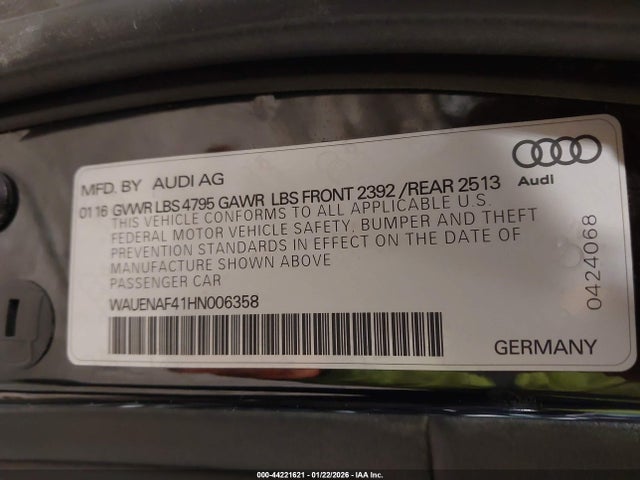 MFD. BY AUDI AG
01 16 GVWR LBS 4795 GAWR LBS FRONT 2392 /REAR 2513
THIS VEHICLE CONFORMS TO ALL APPLICABLE U.S.
FEDERAL MOTOR VEHICLE SAFETY, BUMPER AND THEFT
PREVENTION STANDARDS IN EFFECT ON THE DATE OF
MANUFACTURE SHOWN ABOVE
PASSENGER CAR
WAUENAF41HN006358
Audi
0424068
GERMANY
000-44221621 - 01/22/2026 - IAA Inc.